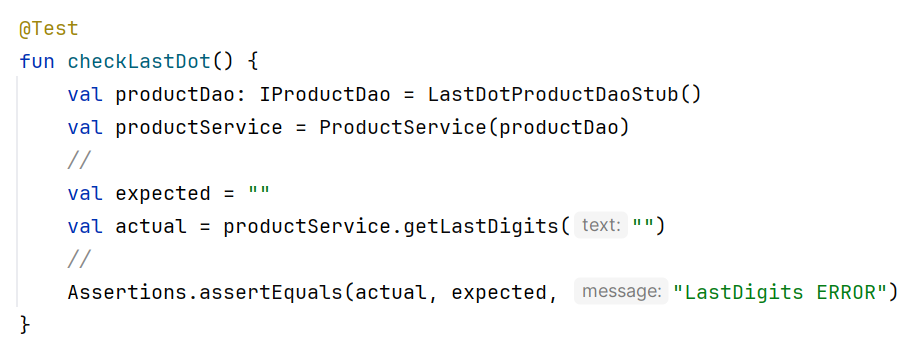 @Test
fun checkLastDot() {
    val productDao: IProductDao = LastDotProductDaoStub()
    val productService = ProductService(productDao)
    //
    val expected = ""
    val actual = productService.getLastDigits( text: "")
    //
    Assertions.assertEquals(actual, expected, message: "LastDigits ERROR")
}